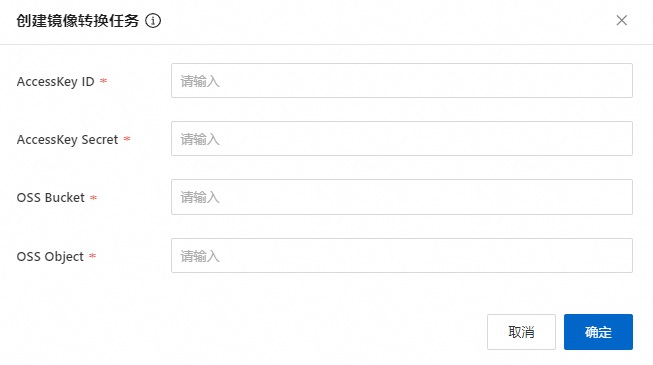 创建镜像转换任务
AccessKey ID * 请输入
AccessKey Secret * 请输入
OSS Bucket * 请输入
OSS Object * 请输入
取消 确定